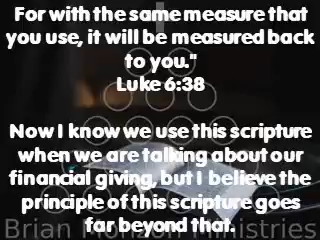 For with the same measure that
you use, it will be measured back
to you."
Luke 6:38
Now I know we use this scripture
when we are talking about our
financial giving, but I believe the
principle of this scripture goes
far beyond that.
Brian Ministries